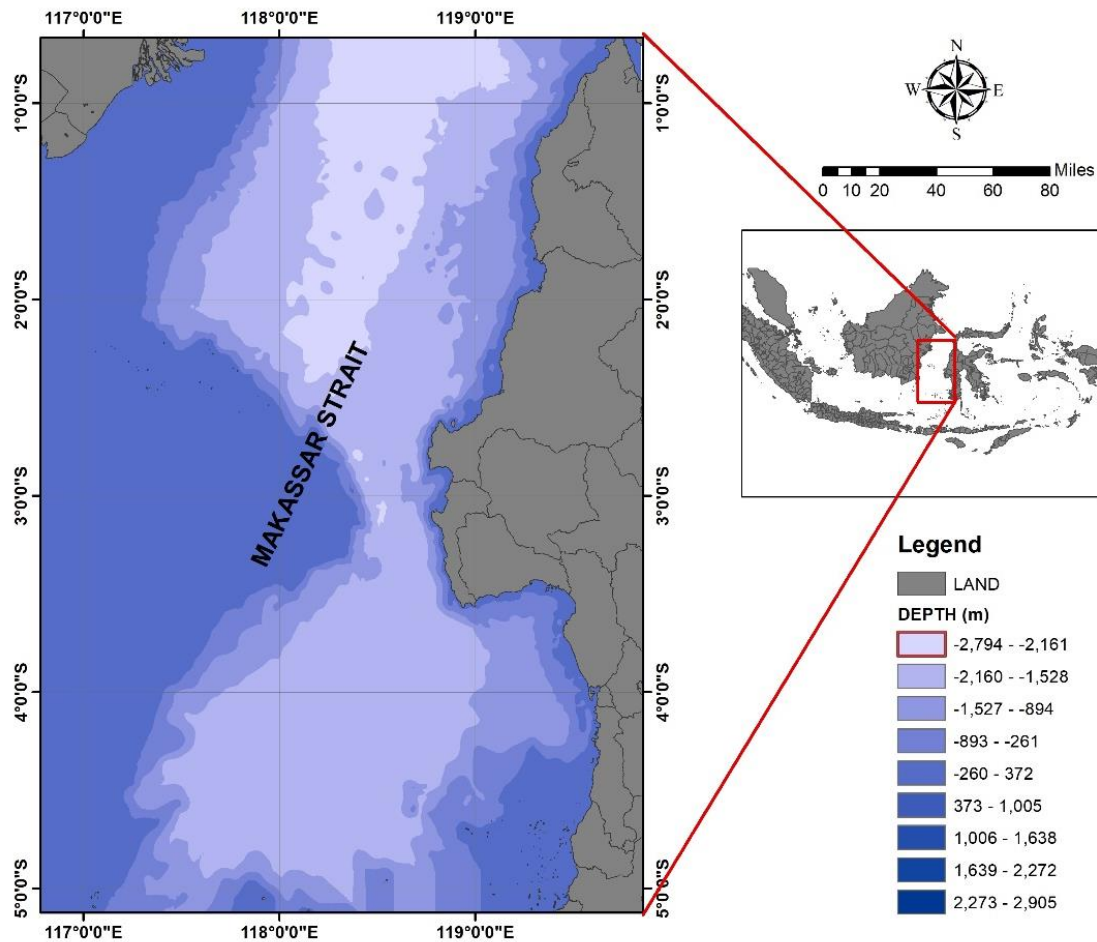 117°0'0"E 118°0'0"E 119°0'0"E
1°0'0"S 1°0'0"S
2°0'0"S 2°0'0"S
3°0'0"S 3°0'0"S
4°0'0"S 4°0'0"S
5°0'0"S 5°0'0"S
117°0'0"E 118°0'0"E 119°0'0"E
MAKASSAR STRAIT
N
W E
S
Miles
0 10 20 40 60 80
Legend
LAND
DEPTH (m)
-2,794 - -2,161
-2,160 - -1,528
-1,527 - -894
-893 - -261
-260 - 372
373 - 1,005
1,006 - 1,638
1,639 - 2,272
2,273 - 2,905